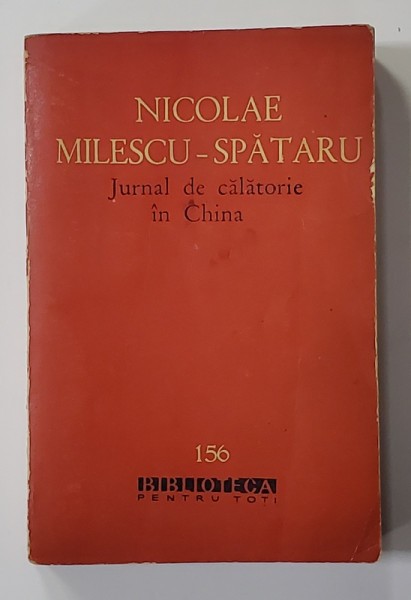 NICOLAE
MILESCU-SPĂTARU
Jurnal de călătorie
în China
156
BIBLIOTECA
PENTRU TOȚI